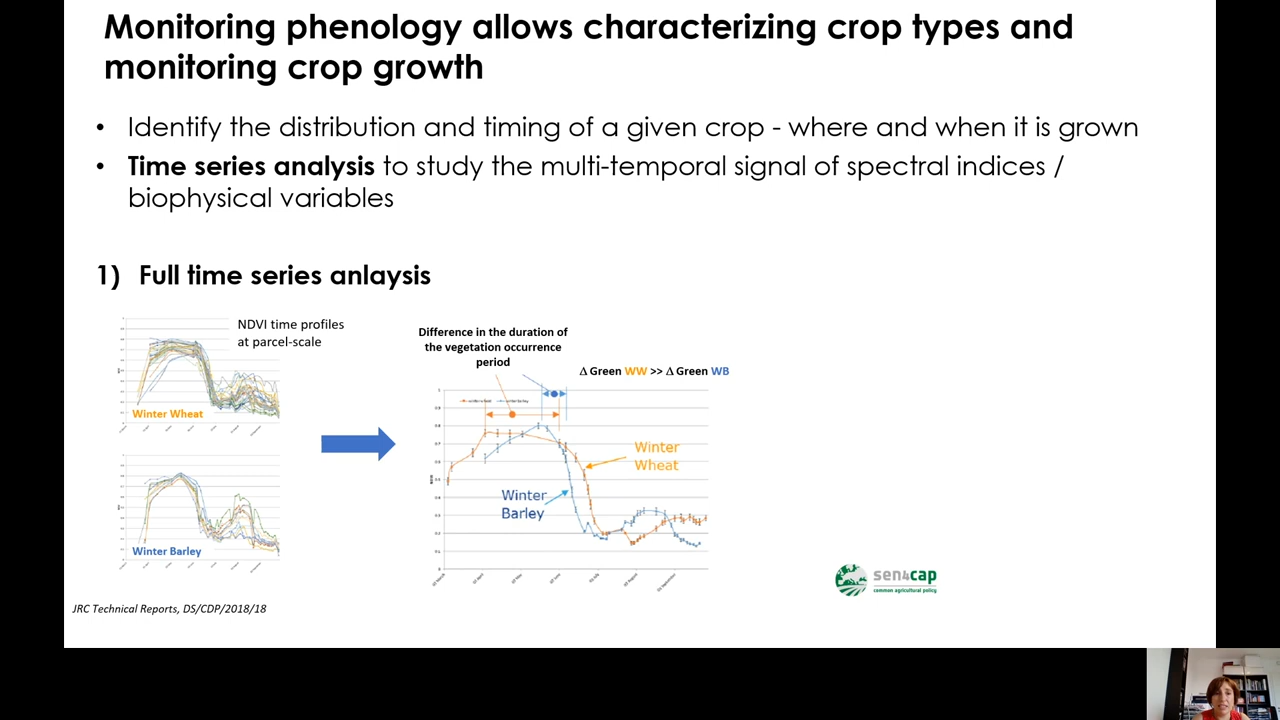 Monitoring phenology allows characterizing crop types and
monitoring crop growth
• Identify the distribution and timing of a given crop - where and when it is grown
• Time series analysis to study the multi-temporal signal of spectral indices /
biophysical variables
1) Full time series anlaysis
NDVI time profiles
at parcel-scale
Winter Wheat
Winter Barley
Difference in the duration of
the vegetation occurrence
period
Δ Green WW >> Δ Green WB
Winter
Wheat
Winter
Barley
sen4cap
common agricultural policy
JRC Technical Reports, DS/CDP/2018/18